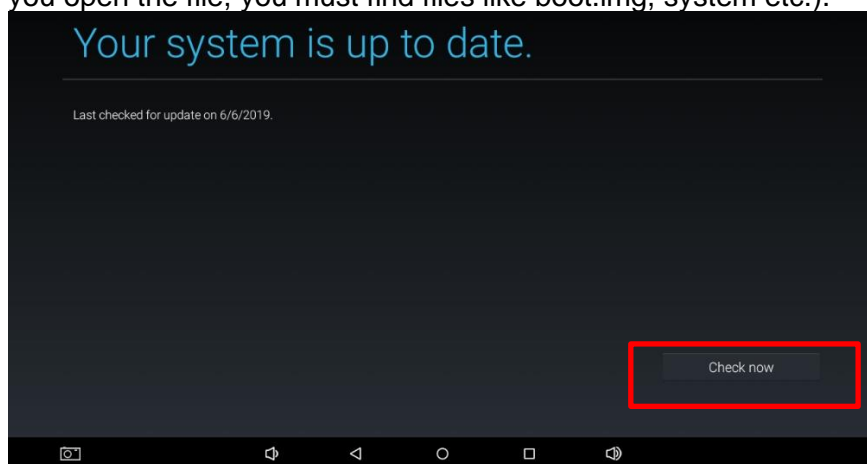 you open the file, you must find files like boot.img, system etc.).
Your system is up to date.
Last checked for update on 6/6/2019.
Check now